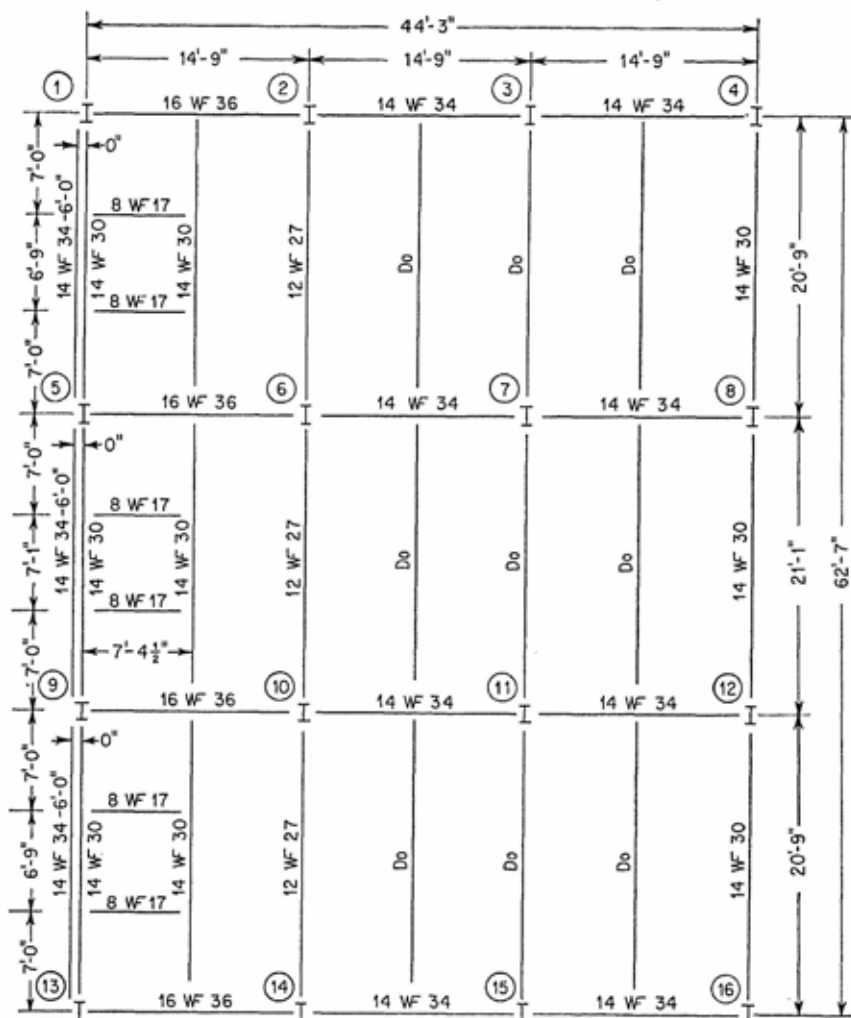 44'-3"
14'-9" 14'-9" 14'-9"
1 16 WF 36 2 14 WF 34 3 14 WF 34 4
0"
7'-0"
8 WF 17
6'-9"
14 WF 34 -6'-0"
14 WF 30
14 WF 30
12 WF 27
Do
Do
Do
14 WF 30
20'-9"
8 WF 17
7'-0"
5 16 WF 36 6 14 WF 34 7 14 WF 34 8
0"
7'-0"
8 WF 17
7'-1"
14 WF 34 -6'-0"
14 WF 30
14 WF 30
12 WF 27
Do
Do
Do
14 WF 30
21'-1"
62'-7"
8 WF 17
7'-0"
7'-4 1/2"
9 16 WF 36 10 14 WF 34 11 14 WF 34 12
0"
7'-0"
8 WF 17
6'-9"
14 WF 34 -6'-0"
14 WF 30
14 WF 30
12 WF 27
Do
Do
Do
14 WF 30
20'-9"
8 WF 17
7'-0"
13 16 WF 36 14 14 WF 34 15 14 WF 34 16